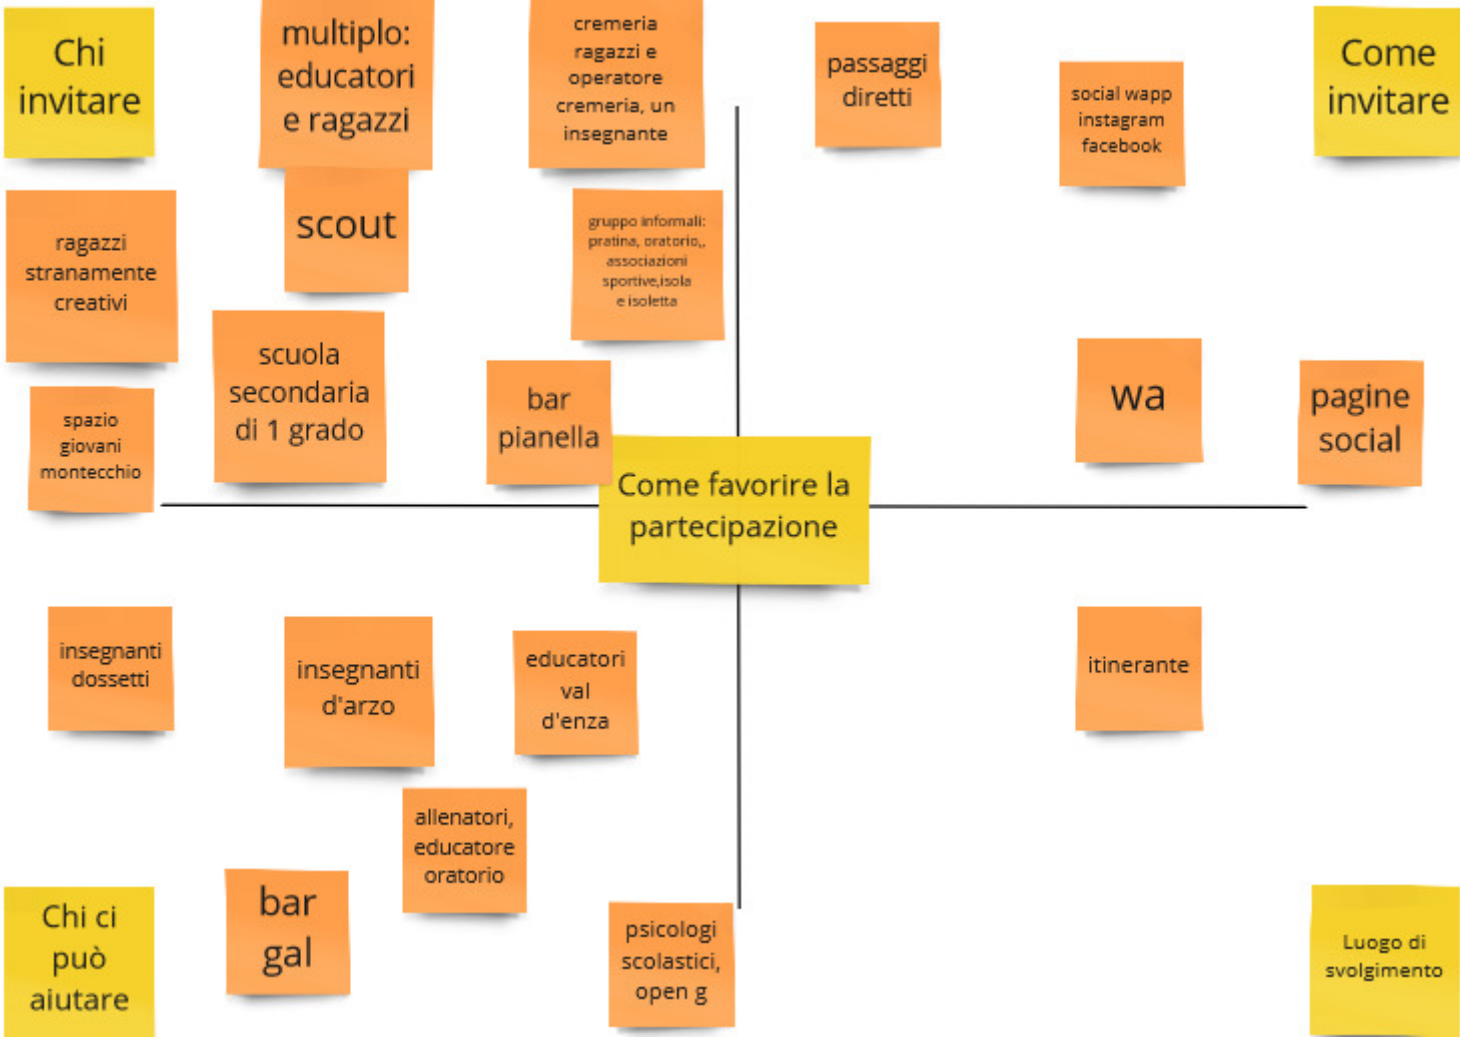 Chi
invitare
multiplo:
educatori
e ragazzi
cremeria
ragazzi e
operatore
cremeria, un
insegnante
passaggi
diretti
social wapp
instagram
facebook
Come
invitare
ragazzi
stranamente
creativi
scout
gruppo informali:
pratina, oratorio,,
associazioni
sportive,isola
e isoletta
spazio
giovani
montecchio
scuola
secondaria
di 1 grado
bar
pianella
wa
pagine
social
Come favorire la
partecipazione
insegnanti
dossetti
insegnanti
d'arzo
educatori
val
d'enza
itinerante
allenatori,
educatore
oratorio
Chi ci
può
aiutare
bar
gal
psicologi
scolastici,
open g
Luogo di
svolgimento